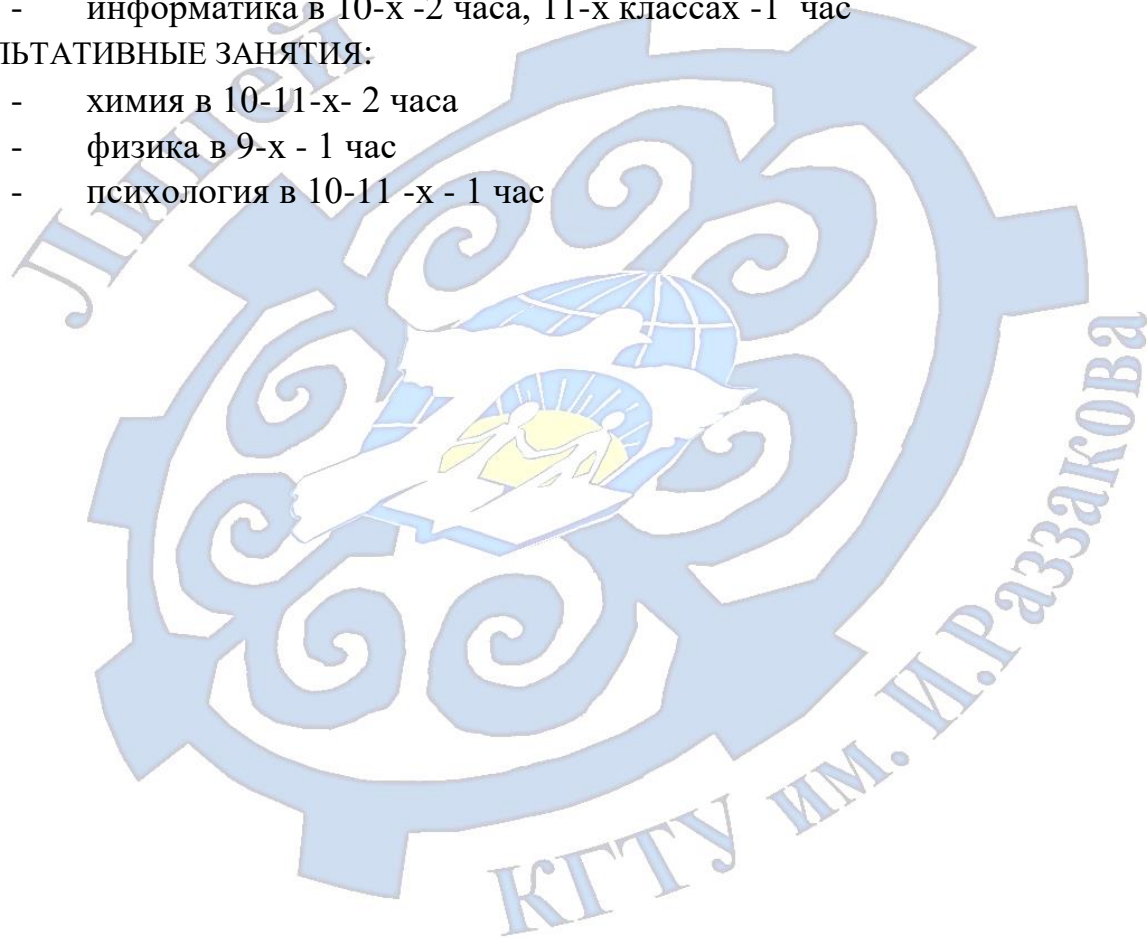 - информатика в 10-х -2 часа, 11-х классах -1 час
ЛЬТАТИВНЫЕ ЗАНЯТИЯ:
- химия в 10-11-х- 2 часа
- физика в 9-х - 1 час
- психология в 10-11 -х - 1 час
Лицей
КГТУ им. И.Раззакова